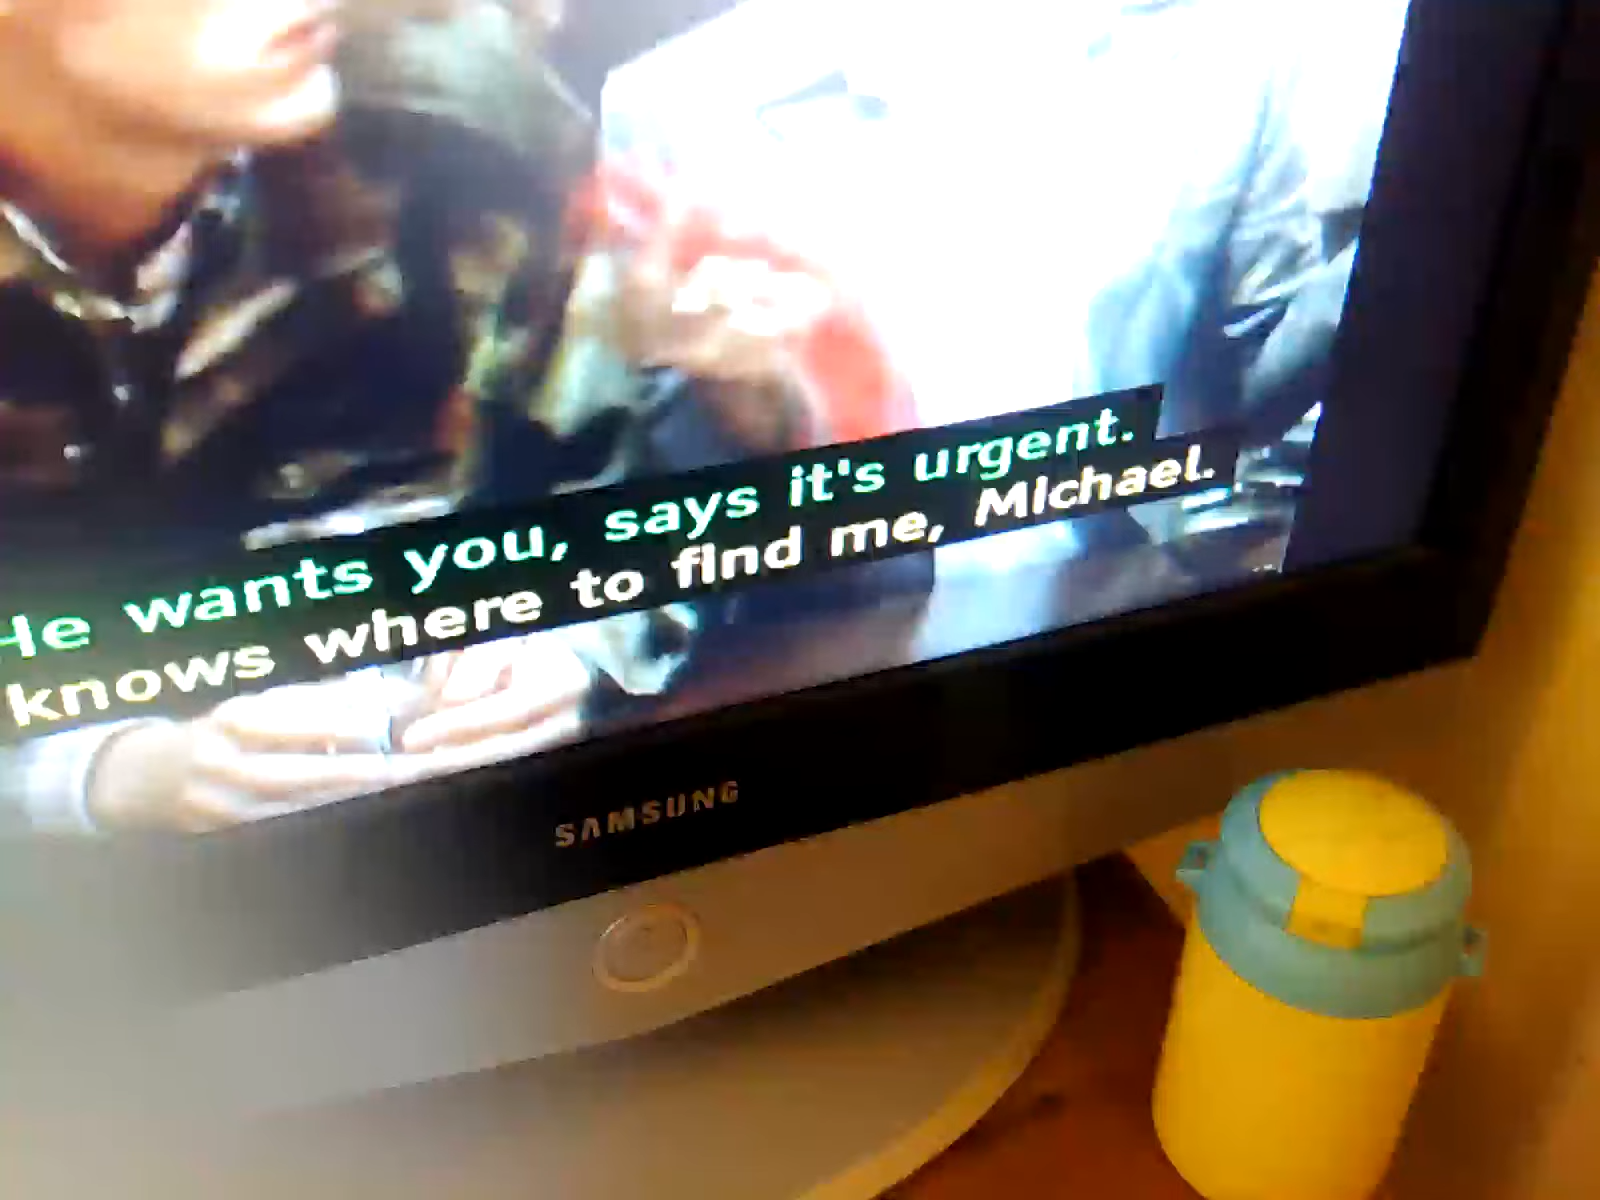 He wants you, says it's urgent.
knows where to find me, Michael.
SAMSUNG